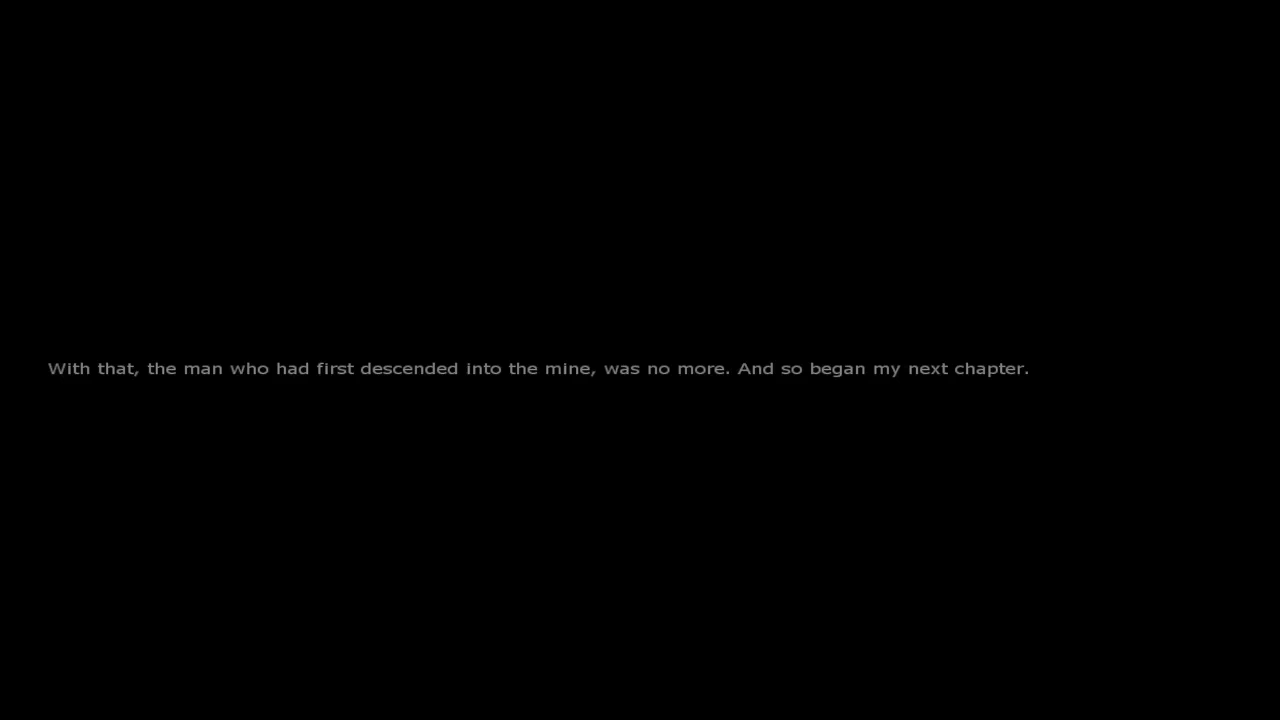 With that, the man who had first descended into the mine, was no more. And so began my next chapter.